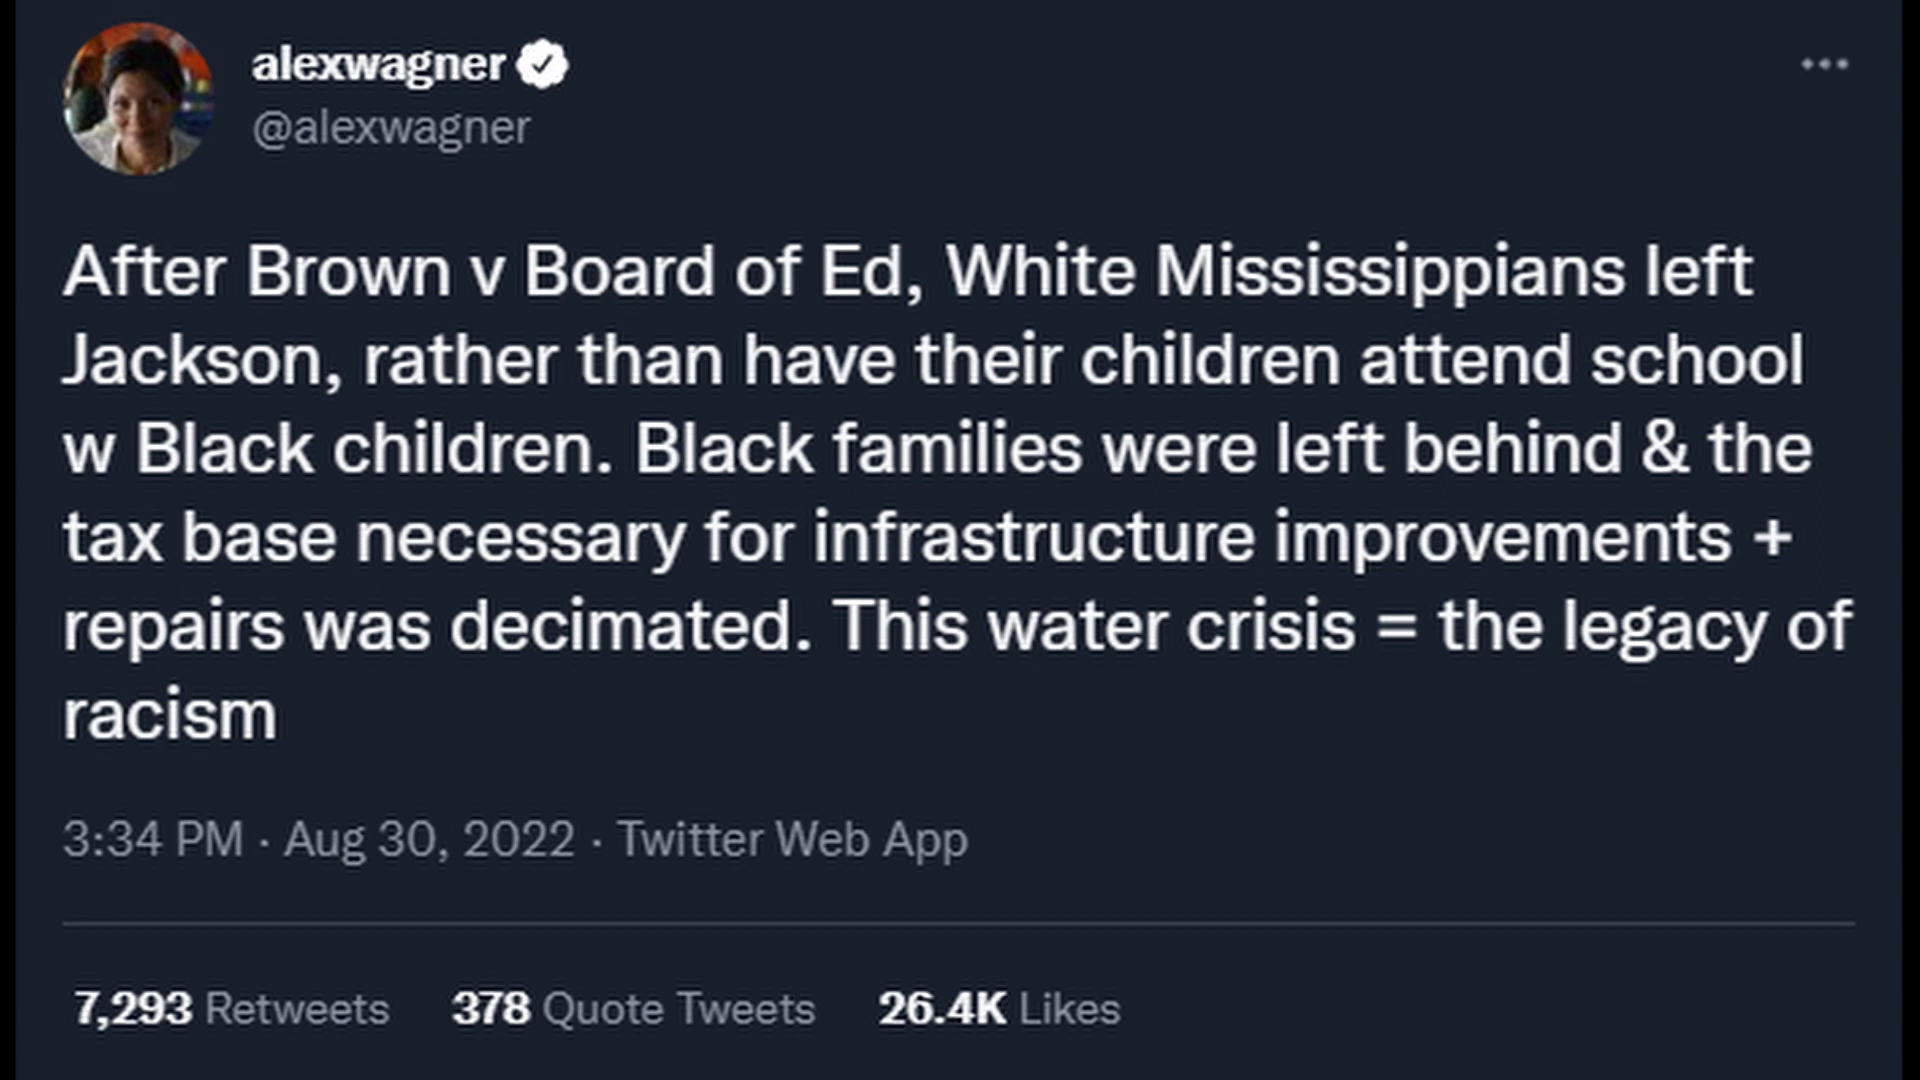 alexwagner
@alexwagner
After Brown v Board of Ed, White Mississippians left
Jackson, rather than have their children attend school
w Black children. Black families were left behind & the
tax base necessary for infrastructure improvements +
repairs was decimated. This water crisis = the legacy of
racism
3:34 PM · Aug 30, 2022 · Twitter Web App
7,293 Retweets 378 Quote Tweets 26.4K Likes